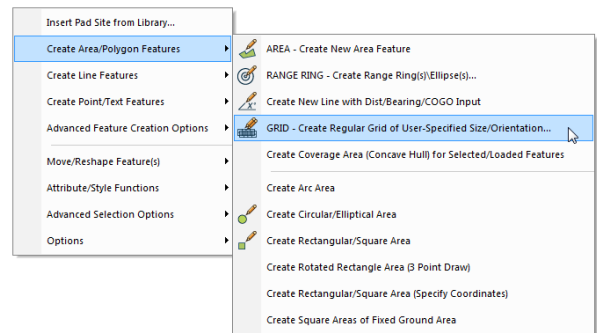 Insert Pad Site from Library...
Create Area/Polygon Features
Create Line Features
Create Point/Text Features
Advanced Feature Creation Options
Move/Reshape Feature(s)
Attribute/Style Functions
Advanced Selection Options
Options
AREA - Create New Area Feature
RANGE RING - Create Range Ring(s)\Ellipse(s)...
Create New Line with Dist/Bearing/COGO Input
GRID - Create Regular Grid of User-Specified Size/Orientation...
Create Coverage Area (Concave Hull) for Selected/Loaded Features
Create Arc Area
Create Circular/Elliptical Area
Create Rectangular/Square Area
Create Rotated Rectangle Area (3 Point Draw)
Create Rectangular/Square Area (Specify Coordinates)
Create Square Areas of Fixed Ground Area